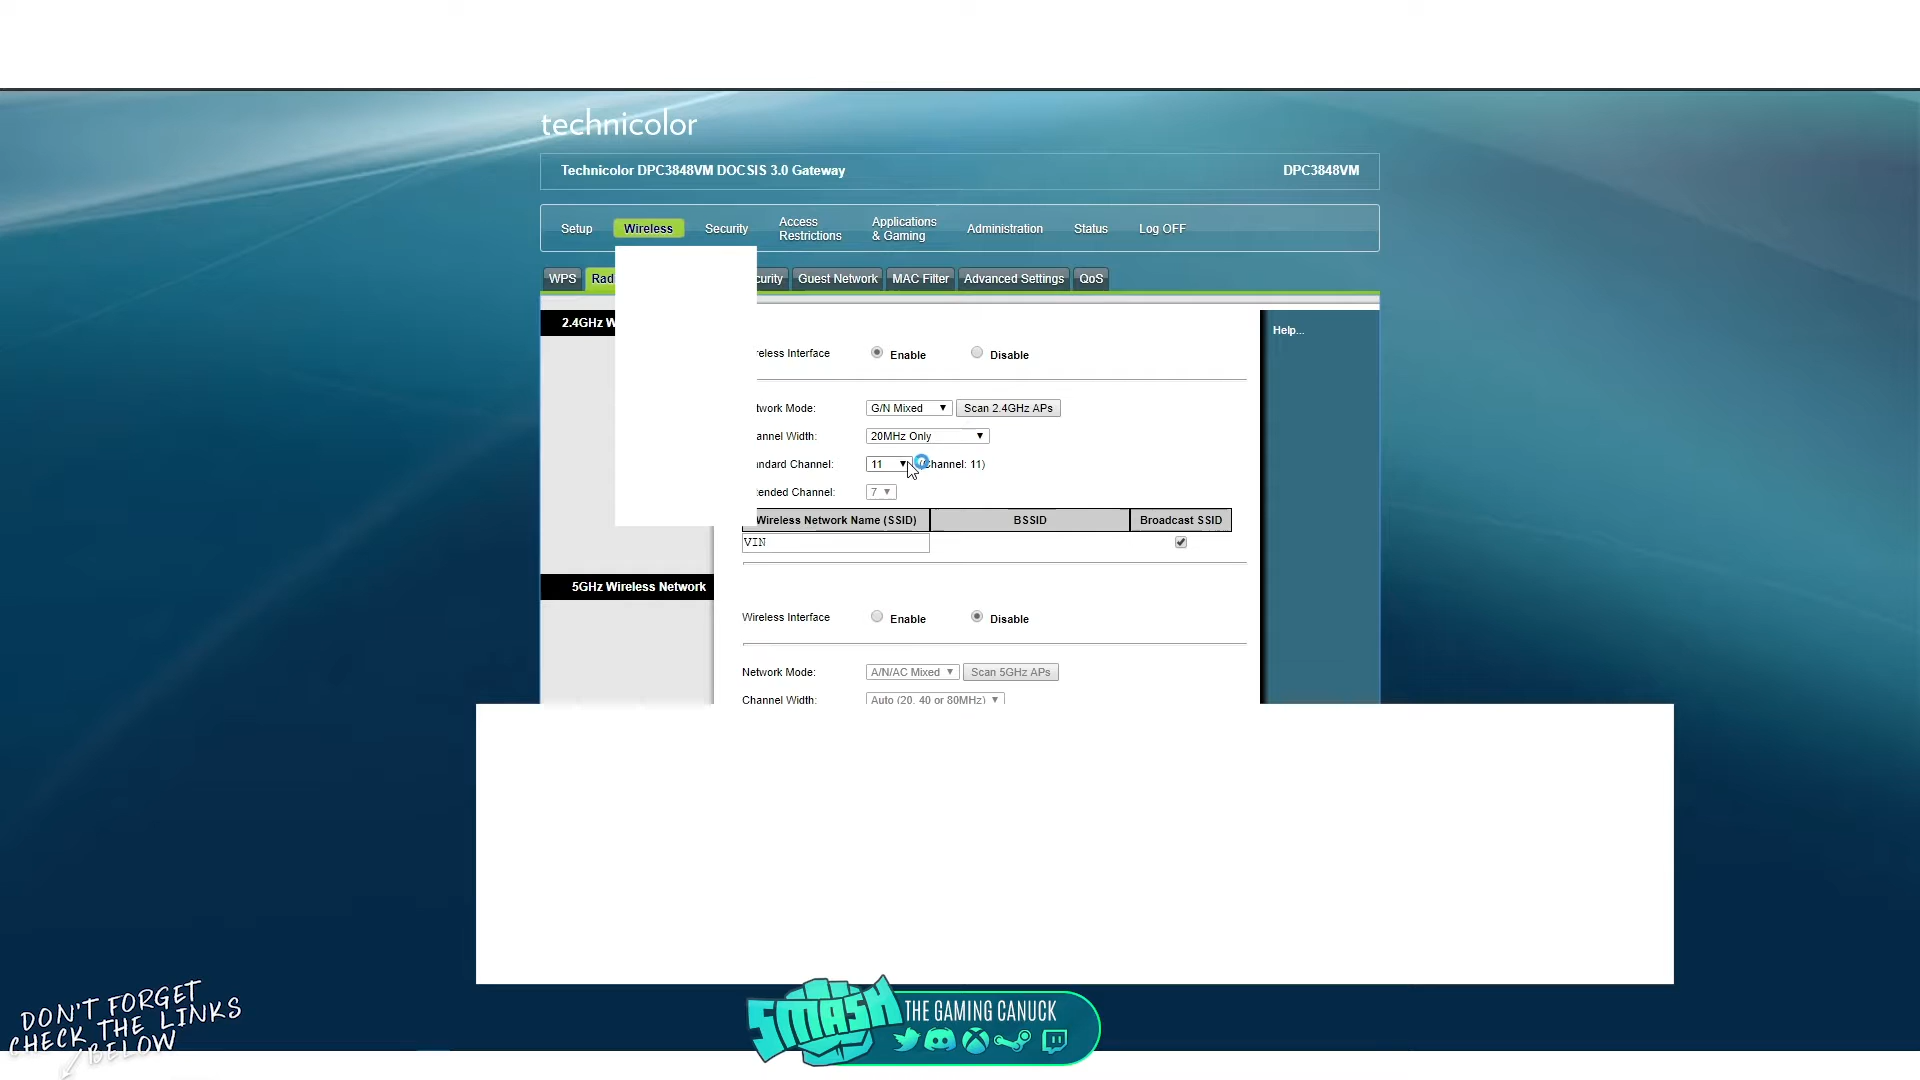 technicolor
Technicolor DPC3848VM DOCSIS 3.0 Gateway DPC3848VM
Setup Wireless Security Access Restrictions Applications & Gaming Administration Status Log OFF
WPS Rad curity Guest Network MAC Filter Advanced Settings QoS
2.4GHz W
Help...
reless Interface Enable Disable
twork Mode: G/N Mixed Scan 2.4GHz APs
annel Width: 20MHz Only
ndard Channel: 11 Channel: 11)
tended Channel: 7
Wireless Network Name (SSID) BSSID Broadcast SSID
VIN
5GHz Wireless Network
Wireless Interface Enable Disable
Network Mode: A/N/AC Mixed Scan 5GHz APs
Channel Width: Auto (20, 40 or 80MHz)
DON'T FORGET
CHECK THE LINKS
BELOW
SMASH
THE GAMING CANUCK